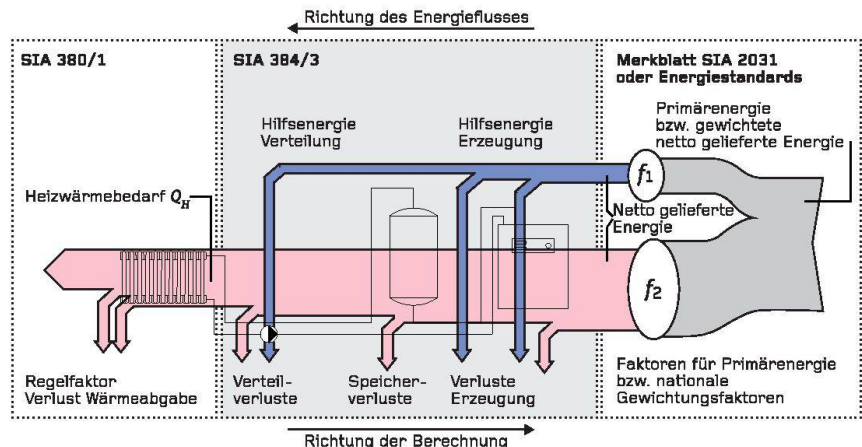 Richtung des Energieflusses
SIA 380/1
SIA 384/3
Merkblatt SIA 2031
oder Energiestandards
Hilfsenergie
Verteilung
Hilfsenergie
Erzeugung
Primärenergie
bzw. gewichtete
netto gelieferte Energie
f1
Heizwärmebedarf QH
Netto gelieferte
Energie
f2
Regelfaktor
Verlust Wärmeabgabe
Verteil-
verluste
Speicher-
verluste
Verluste
Erzeugung
Faktoren für Primärenergie
bzw. nationale
Gewichtungsfaktoren
Richtung der Berechnung